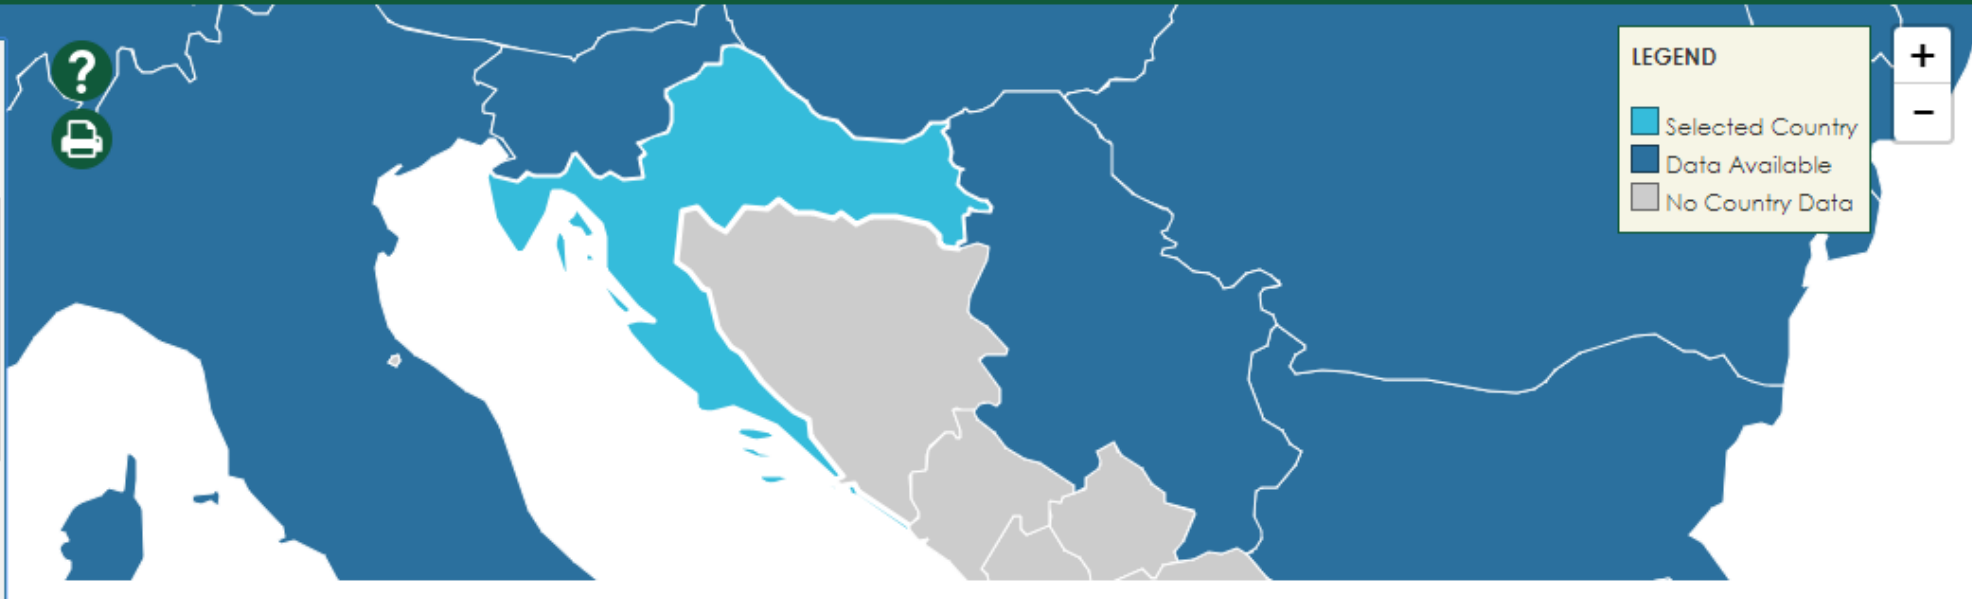 ?
LEGEND
Selected Country
Data Available
No Country Data
+
−